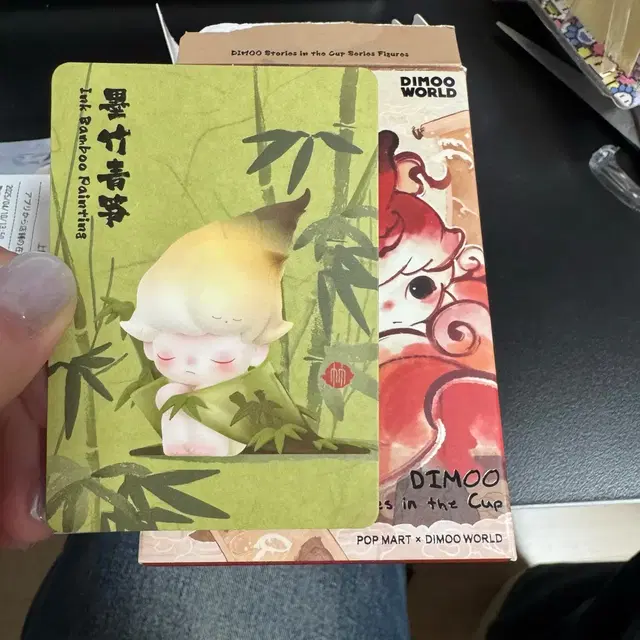 DIMOO Stories in the Cup Series Figures
DIMOO
WORLD
墨竹青坡
Ink Bamboo Painting
DIMOO
es in the Cup
POP MART × DIMOO WORLD